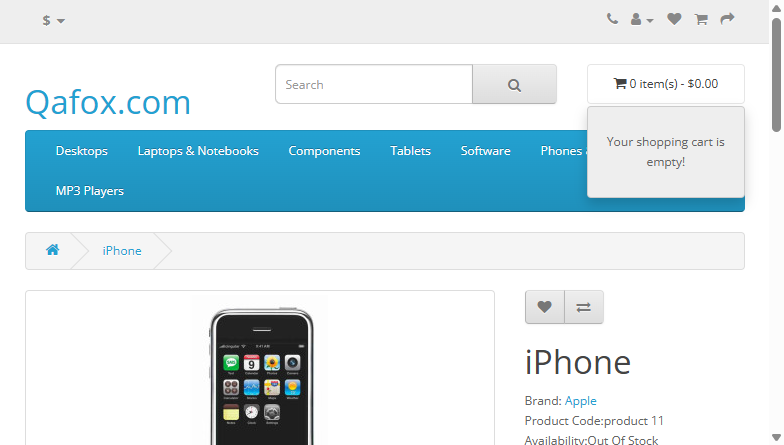 $
Search
0 item(s) - $0.00
Qafox.com
Your shopping cart is
empty!
Desktops
Laptops & Notebooks
Components
Tablets
Software
Phones
MP3 Players
iPhone
iPhone
Brand: Apple
Product Code:product 11
Availability:Out Of Stock